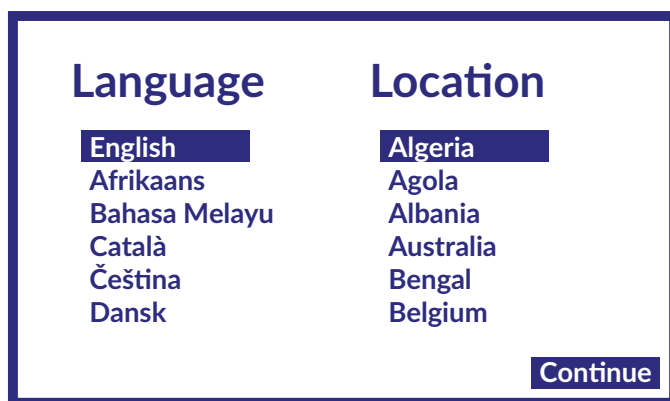 Language
English
Afrikaans
Bahasa Melayu
Català
Čeština
Dansk
Location
Algeria
Agola
Albania
Australia
Bengal
Belgium
Continue